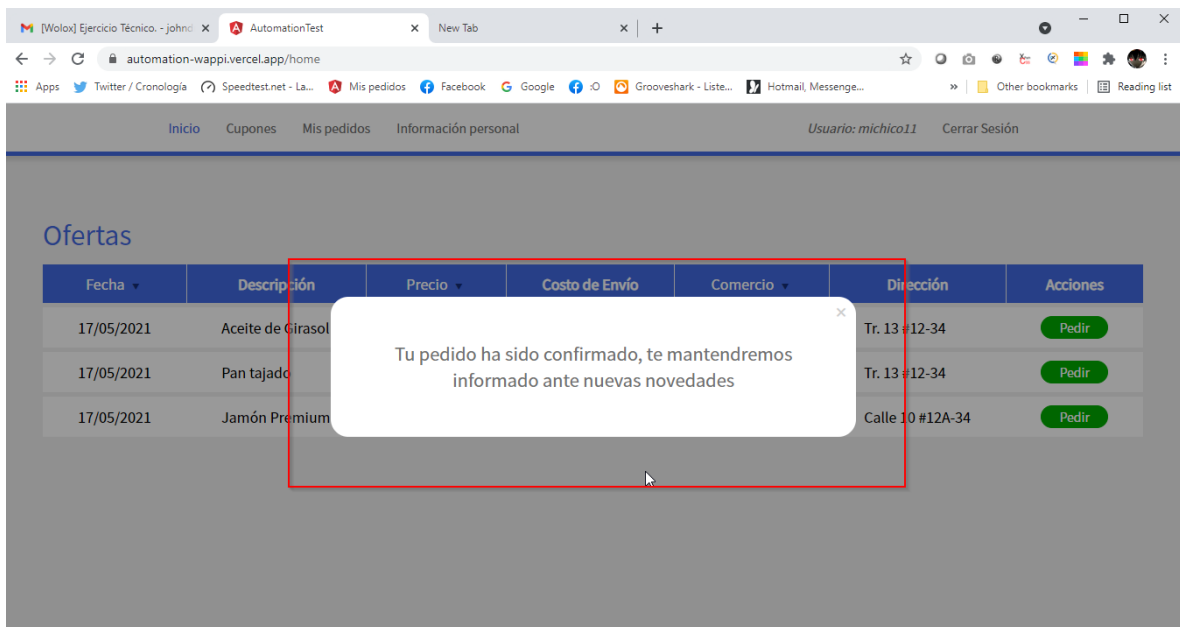 [Wolox] Ejercicio Técnico. - johnd
AutomationTest
New Tab
automation-wappi.vercel.app/home
Apps Twitter / Cronología Speedtest.net - La... Mis pedidos Facebook Google :O Grooveshark - Liste... Hotmail, Messenge... » Other bookmarks Reading list
Inicio Cupones Mis pedidos Información personal Usuario: michico11 Cerrar Sesión
Ofertas
Fecha Descripción Precio Costo de Envío Comercio Dirección Acciones
17/05/2021 Aceite de Girasol Tr. 13 #12-34 Pedir
Tu pedido ha sido confirmado, te mantendremos
informado ante nuevas novedades
17/05/2021 Pan tajado Tr. 13 #12-34 Pedir
17/05/2021 Jamón Premium Calle 10 #12A-34 Pedir